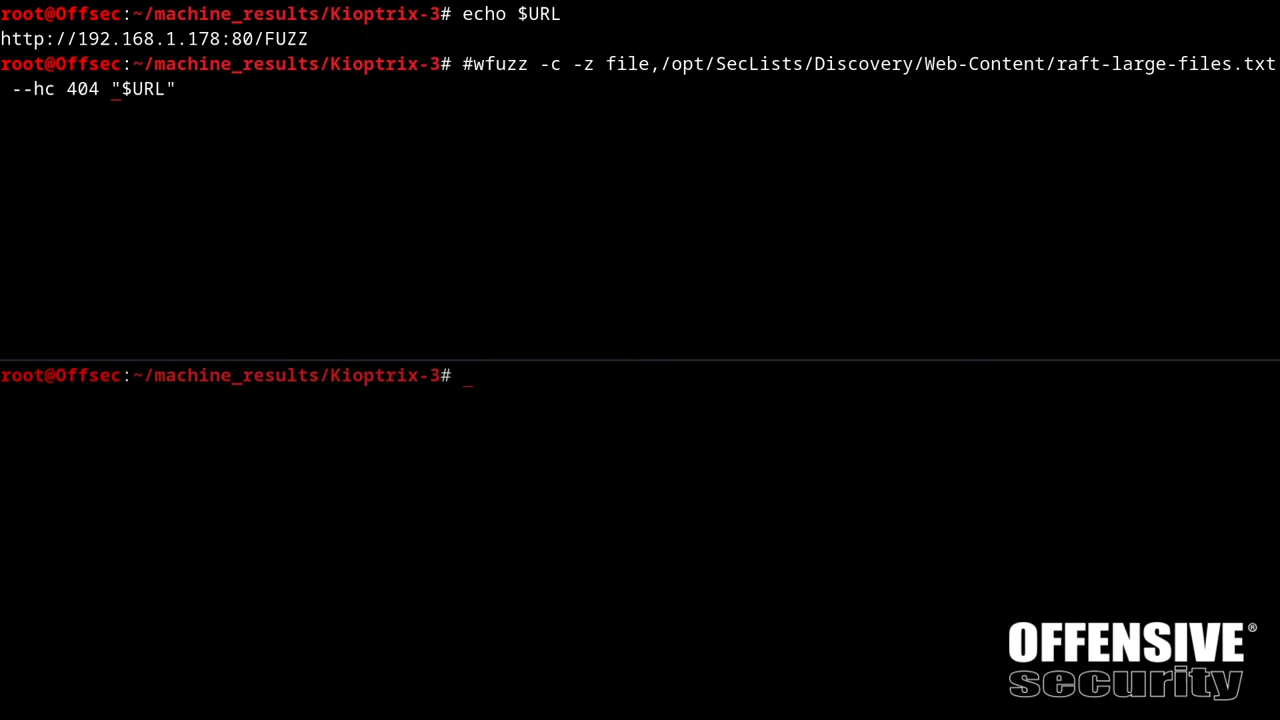 root@Offsec:~/machine_results/Kioptrix-3# echo $URL
http://192.168.1.178:80/FUZZ
root@Offsec:~/machine_results/Kioptrix-3# #wfuzz -c -z file,/opt/SecLists/Discovery/Web-Content/raft-large-files.txt
--hc 404 "$URL"
root@Offsec:~/machine_results/Kioptrix-3# _
OFFENSIVE®
security